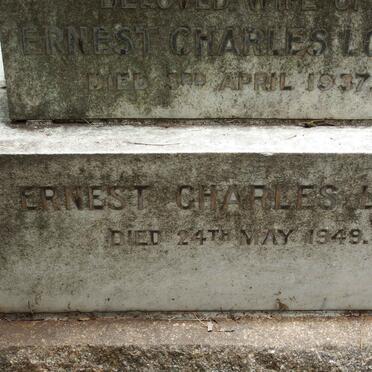 BELOVED WIFE OF
ERNEST CHARLES
DIED 3RD APRIL 1937.
ERNEST CHARLES
DIED 24TH MAY 1949.